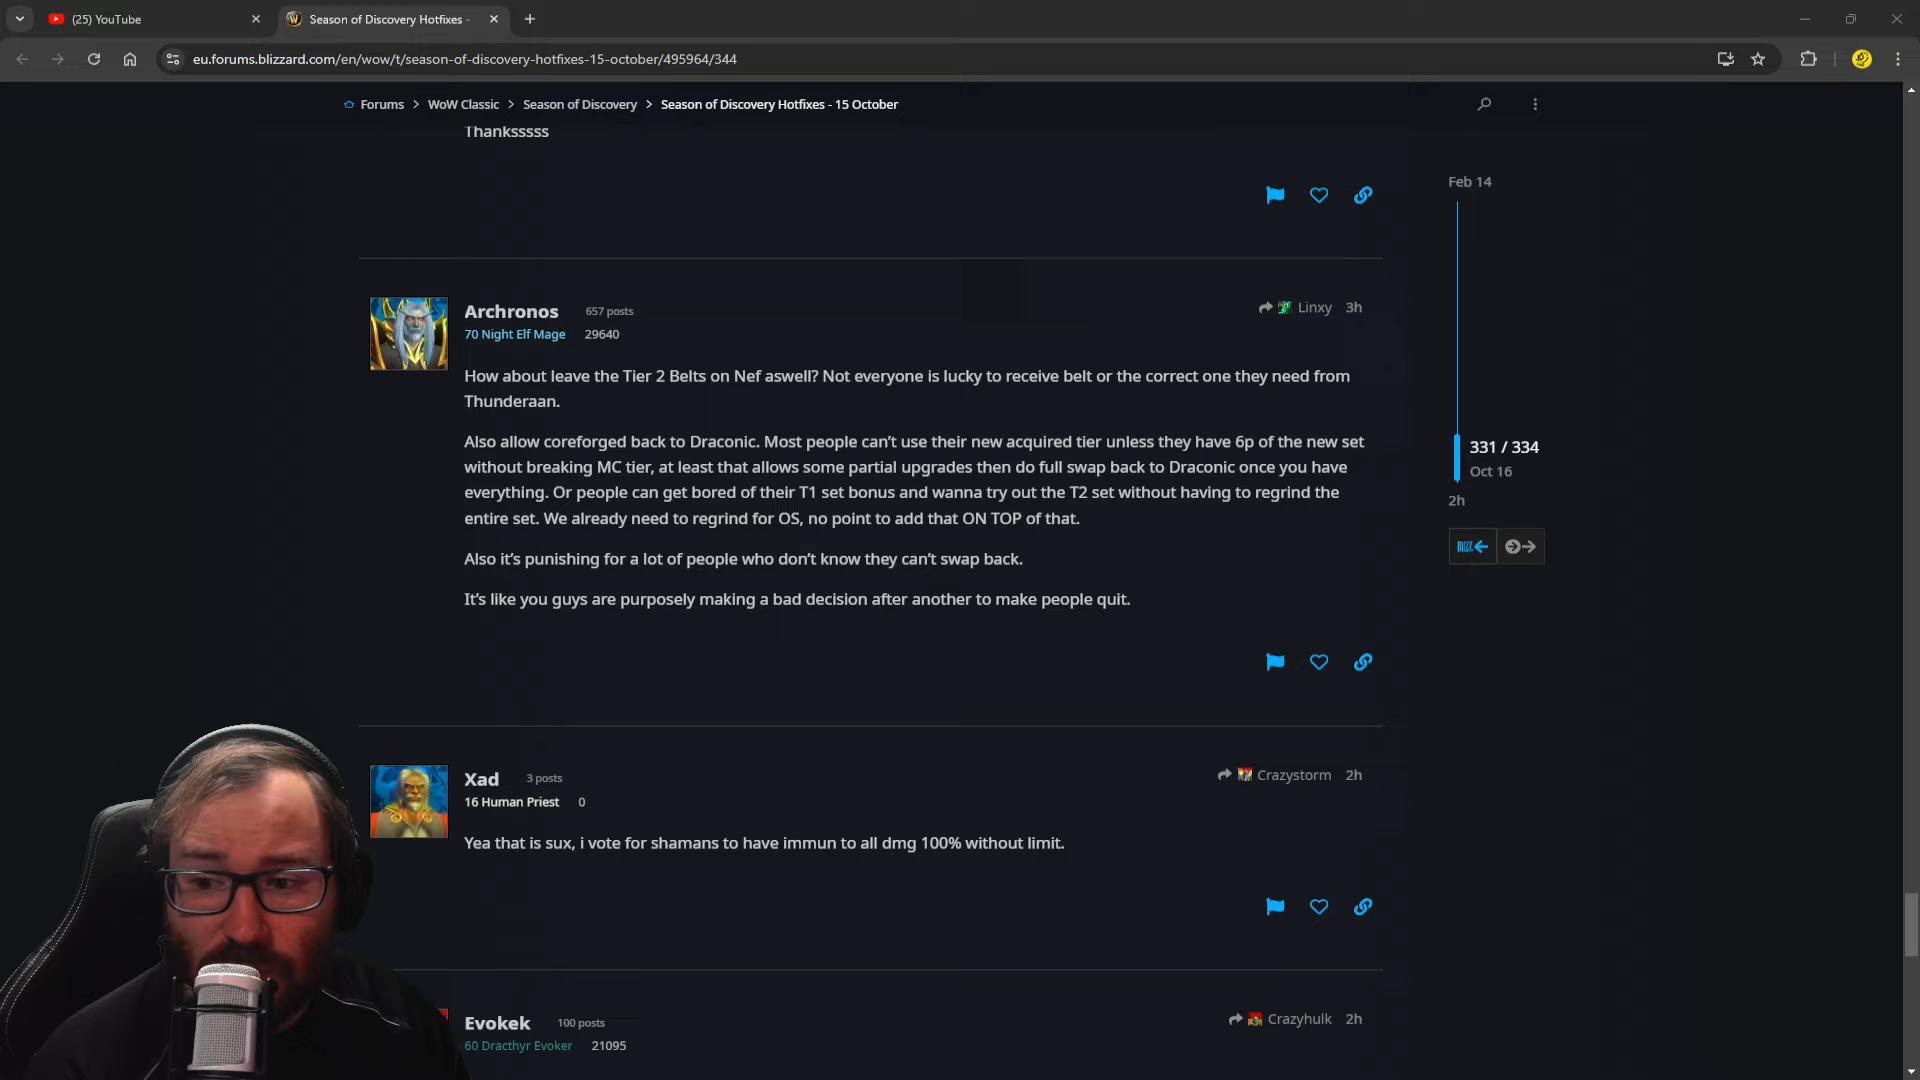 (25) YouTube
Season of Discovery Hotfixes -
eu.forums.blizzard.com/en/wow/t/season-of-discovery-hotfixes-15-october/495964/344
Forums > WoW Classic > Season of Discovery > Season of Discovery Hotfixes - 15 October
Thanksssss
Feb 14
Archronos 657 posts
Linxy 3h
70 Night Elf Mage 29640
How about leave the Tier 2 Belts on Nef aswell? Not everyone is lucky to receive belt or the correct one they need from
Thunderaan.
Also allow coreforged back to Draconic. Most people can’t use their new acquired tier unless they have 6p of the new set
without breaking MC tier, at least that allows some partial upgrades then do full swap back to Draconic once you have
everything. Or people can get bored of their T1 set bonus and wanna try out the T2 set without having to regrind the
entire set. We already need to regrind for OS, no point to add that ON TOP of that.
Also it’s punishing for a lot of people who don’t know they can’t swap back.
It’s like you guys are purposely making a bad decision after another to make people quit.
331 / 334
Oct 16
2h
BLIZZ
Xad 3 posts
Crazystorm 2h
16 Human Priest 0
Yea that is sux, i vote for shamans to have immun to all dmg 100% without limit.
Evokek 100 posts
Crazyhulk 2h
60 Dracthyr Evoker 21095